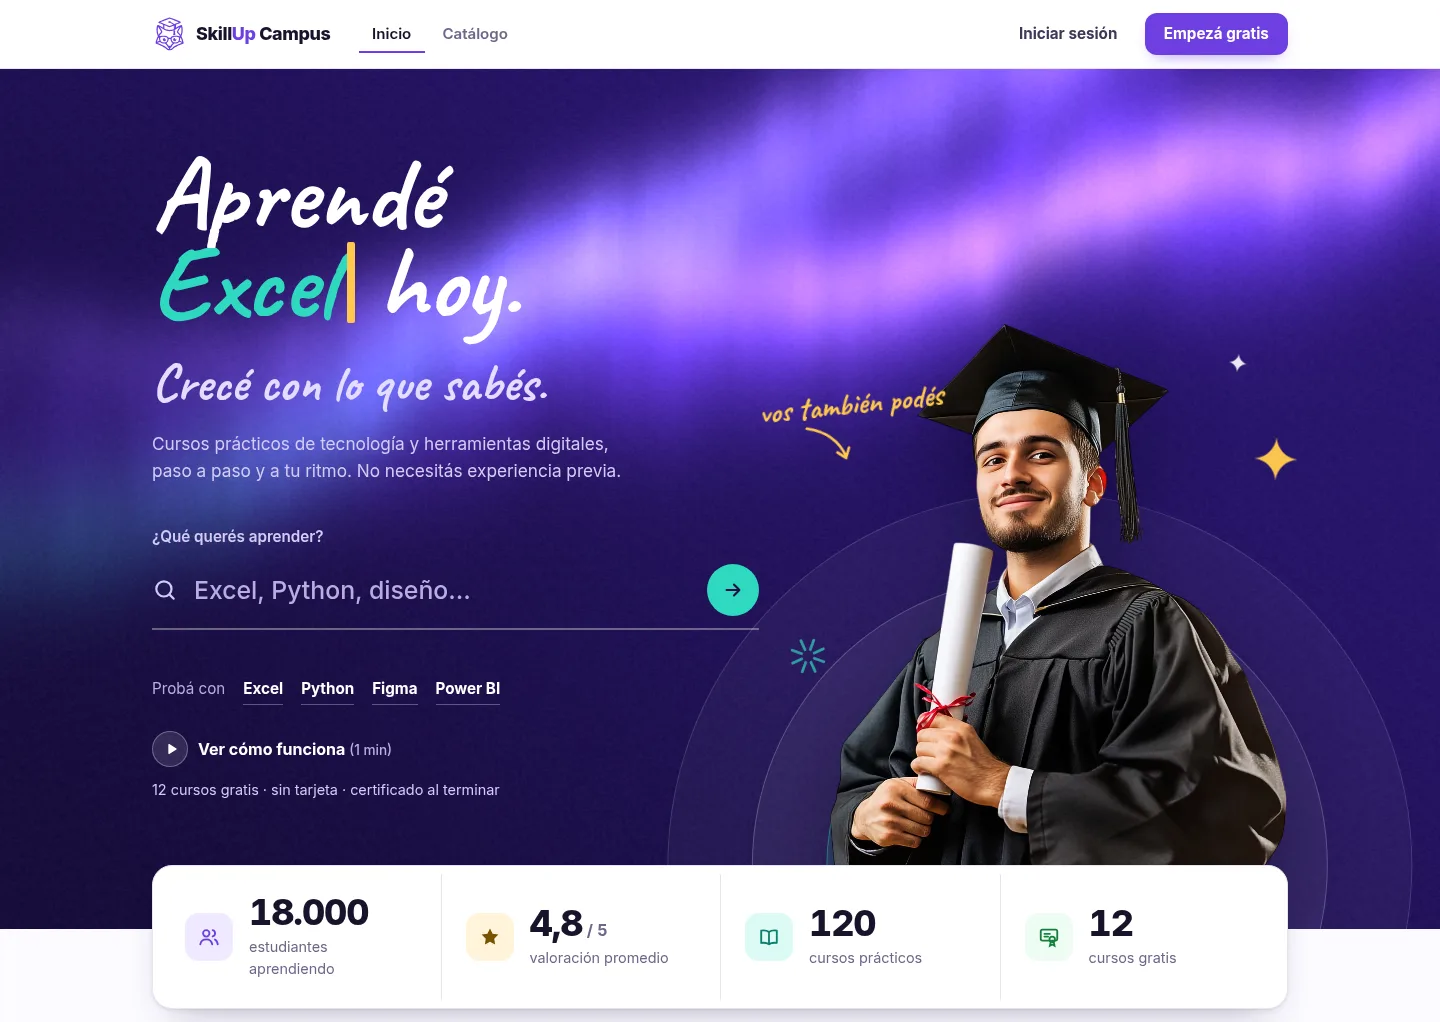 SkillUp Campus
Inicio
Catálogo
Iniciar sesión
Empezá gratis
Aprendé
Excel hoy.
Crecé con lo que sabés.
Cursos prácticos de tecnología y herramientas digitales,
paso a paso y a tu ritmo. No necesitás experiencia previa.
vos también podés
¿Qué querés aprender?
Excel, Python, diseño...
Probá con Excel Python Figma Power BI
Ver cómo funciona (1 min)
12 cursos gratis · sin tarjeta · certificado al terminar
18.000
estudiantes
aprendiendo
4,8 / 5
valoración promedio
120
cursos prácticos
12
cursos gratis